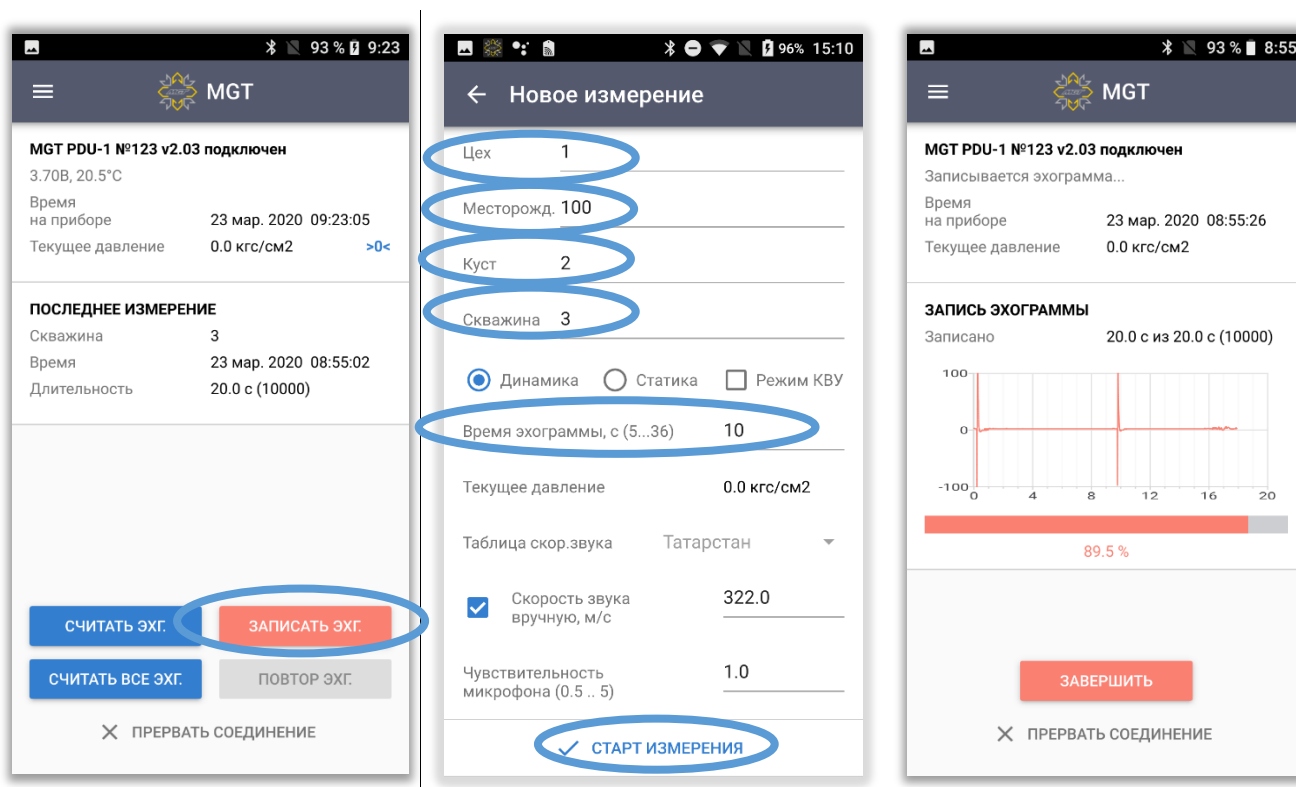 93 % 9:23
MGT
MGT PDU-1 №123 v2.03 подключен
3.70В, 20.5°C
Время
на приборе 23 мар. 2020 09:23:05
Текущее давление 0.0 кгс/см2 >0<
ПОСЛЕДНЕЕ ИЗМЕРЕНИЕ
Скважина 3
Время 23 мар. 2020 08:55:02
Длительность 20.0 с (10000)
СЧИТАТЬ ЭХГ. ЗАПИСАТЬ ЭХГ.
СЧИТАТЬ ВСЕ ЭХГ. ПОВТОР ЭХГ.
ПРЕРВАТЬ СОЕДИНЕНИЕ
96% 15:10
Новое измерение
Цех 1
Месторожд. 100
Куст 2
Скважина 3
Динамика Статика Режим КВУ
Время эхограммы, с (5...36) 10
Текущее давление 0.0 кгс/см2
Таблица скор.звука Татарстан
Скорость звука 322.0
вручную, м/с
Чувствительность 1.0
микрофона (0.5 .. 5)
СТАРТ ИЗМЕРЕНИЯ
93 % 8:55
MGT
MGT PDU-1 №123 v2.03 подключен
Записывается эхограмма...
Время
на приборе 23 мар. 2020 08:55:26
Текущее давление 0.0 кгс/см2
ЗАПИСЬ ЭХОГРАММЫ
Записано 20.0 с из 20.0 с (10000)
100
0
-100
0 4 8 12 16 20
89.5 %
ЗАВЕРШИТЬ
ПРЕРВАТЬ СОЕДИНЕНИЕ